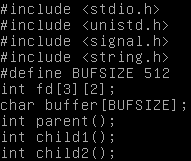 #include <stdio.h>
#include <unistd.h>
#include <signal.h>
#include <string.h>
#define BUFSIZE 512
int fd[3][2];
char buffer[BUFSIZE];
int parent();
int child1();
int child2();